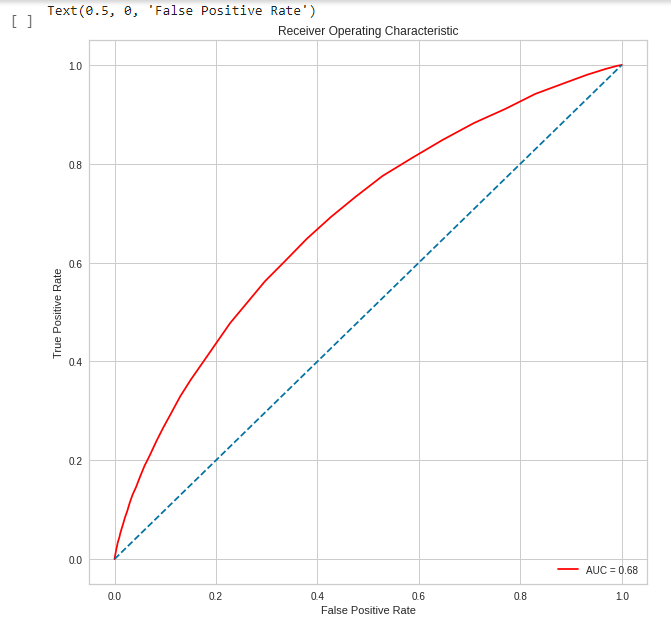 Text(0.5, 0, 'False Positive Rate')
[ ]
Receiver Operating Characteristic
True Positive Rate
1.0
0.8
0.6
0.4
0.2
0.0
AUC = 0.68
0.0 0.2 0.4 0.6 0.8 1.0
False Positive Rate